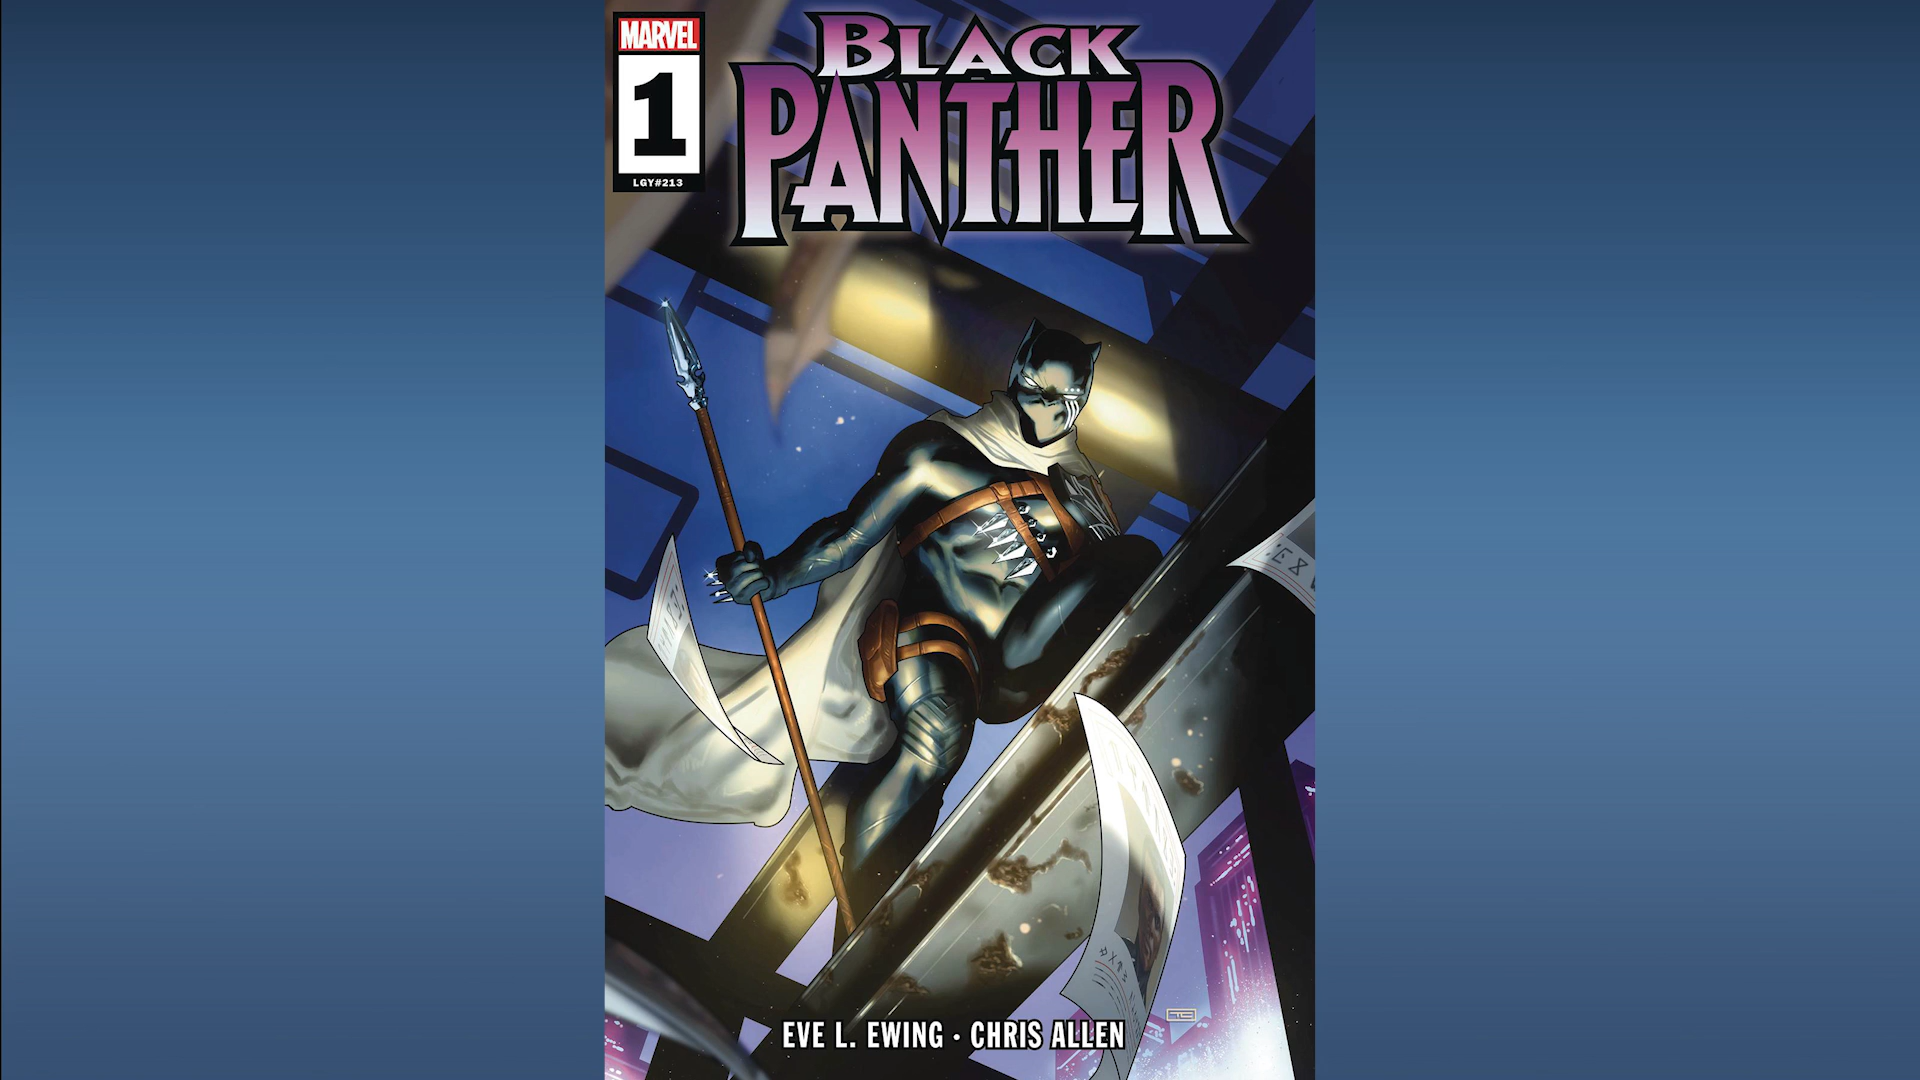 MARVEL
1
LGY#213
BLACK
PANTHER
EVE L. EWING · CHRIS ALLEN